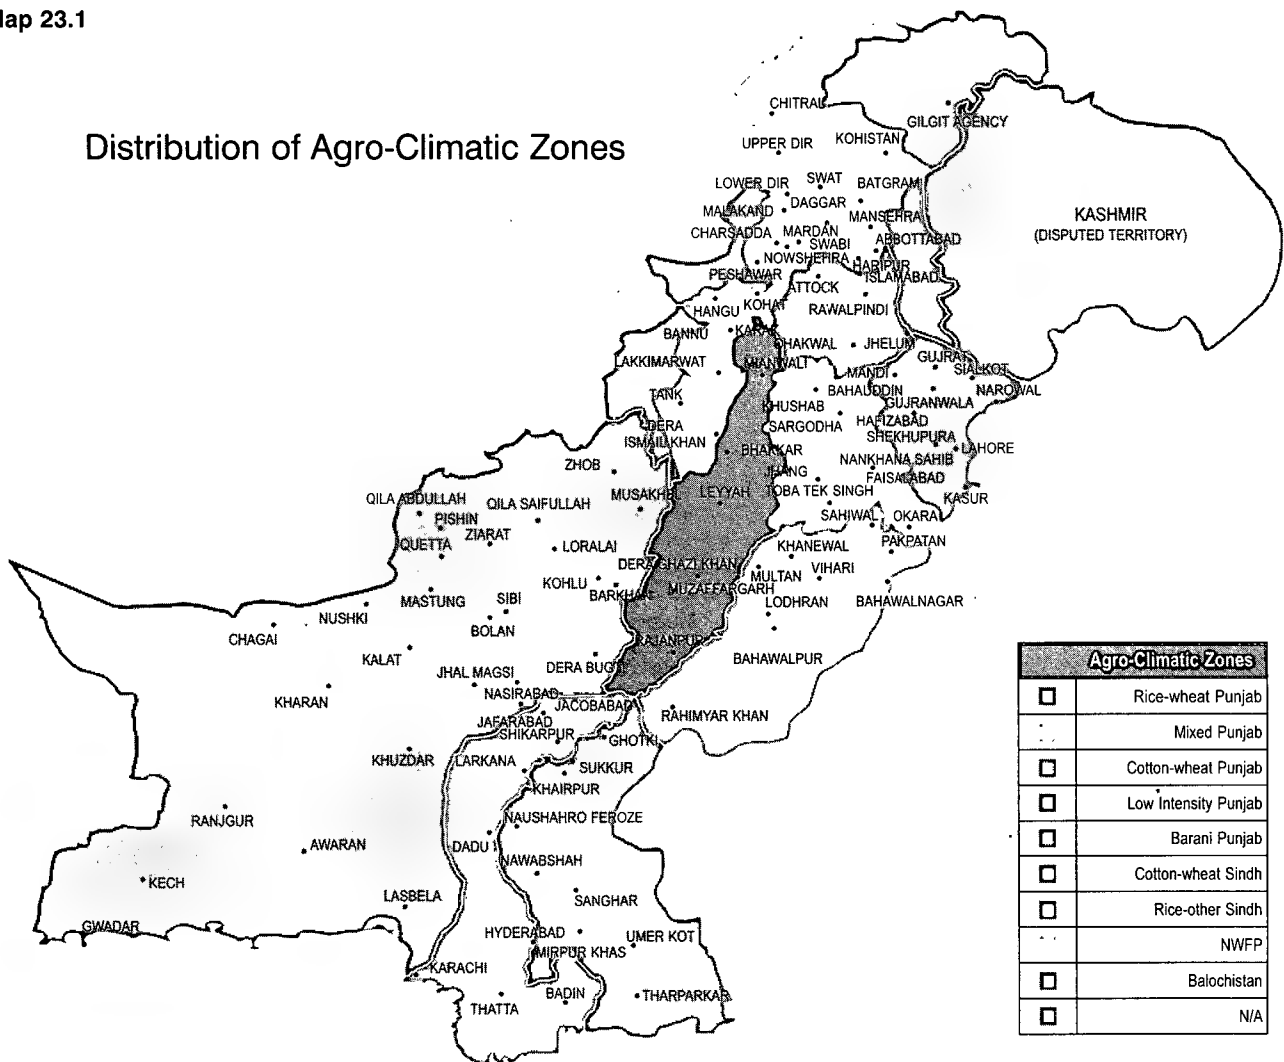 lap 23.1
Distribution of Agro-Climatic Zones
CHITRAL
GILGIT AGENCY
UPPER DIR
KOHISTAN
LOWER DIR
SWAT
BATGRAM
DAGGAR
MALAKAND
MANSEHRA
KASHMIR
(DISPUTED TERRITORY)
CHARSADDA
MARDAN
SWABI
ABBOTTABAD
NOWSHEHRA
HARIPUR
PESHAWAR
ISLAMABAD
ATTOCK
HANGU
KOHAT
RAWALPINDI
BANNU
KARAK
CHAKWAL
JHELUM
LAKKIMARWAT
MIANWALI
GUJRAT
SIALKOT
MANDI
BAHAUDDIN
NAROWAL
TANK
KHUSHAB
GUJRANWALA
SARGODHA
HAFIZABAD
DERA
ISMAIL KHAN
SHEKHUPURA
LAHORE
BHAKKAR
NANKHANA SAHIB
ZHOB
JHANG
FAISALABAD
QILA ABDULLAH
QILA SAIFULLAH
MUSAKHEL
LEYYAH
TOBA TEK SINGH
KASUR
PISHIN
SAHIWAL
OKARA
ZIARAT
QUETTA
LORALAI
KHANEWAL
PAKPATAN
DERA GHAZI KHAN
MULTAN
VIHARI
KOHLU
BARKHAN
MUZAFFARGARH
MASTUNG
SIBI
LODHRAN
BAHAWALNAGAR
NUSHKI
BOLAN
CHAGAI
RAJANPUR
KALAT
BAHAWALPUR
JHAL MAGSI
DERA BUGTI
KHARAN
NASIRABAD
JACOBABAD
RAHIMYAR KHAN
JAFARABAD
SHIKARPUR
GHOTKI
KHUZDAR
LARKANA
SUKKUR
KHAIRPUR
RANJGUR
NAUSHAHRO FEROZE
AWARAN
DADU
NAWABSHAH
KECH
LASBELA
SANGHAR
GWADAR
HYDERABAD
UMER KOT
MIRPUR KHAS
KARACHI
BADIN
THARPARKAR
THATTA
Agro-Climatic Zones
Rice-wheat Punjab
Mixed Punjab
Cotton-wheat Punjab
Low Intensity Punjab
Barani Punjab
Cotton-wheat Sindh
Rice-other Sindh
NWFP
Balochistan
N/A